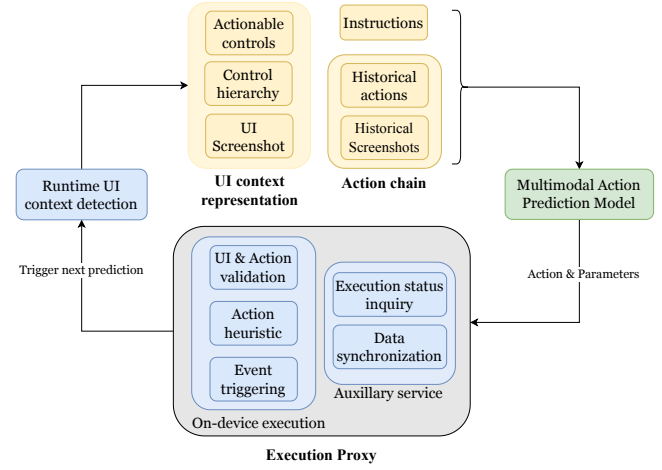 Actionable
controls
Control
hierarchy
UI
Screenshot
UI context
representation
Instructions
Historical
actions
Historical
Screenshots
Action chain
Runtime UI
context detection
Multimodal Action
Prediction Model
Trigger next prediction
Action & Parameters
UI & Action
validation
Action
heuristic
Event
triggering
On-device execution
Execution status
inquiry
Data
synchronization
Auxillary service
Execution Proxy